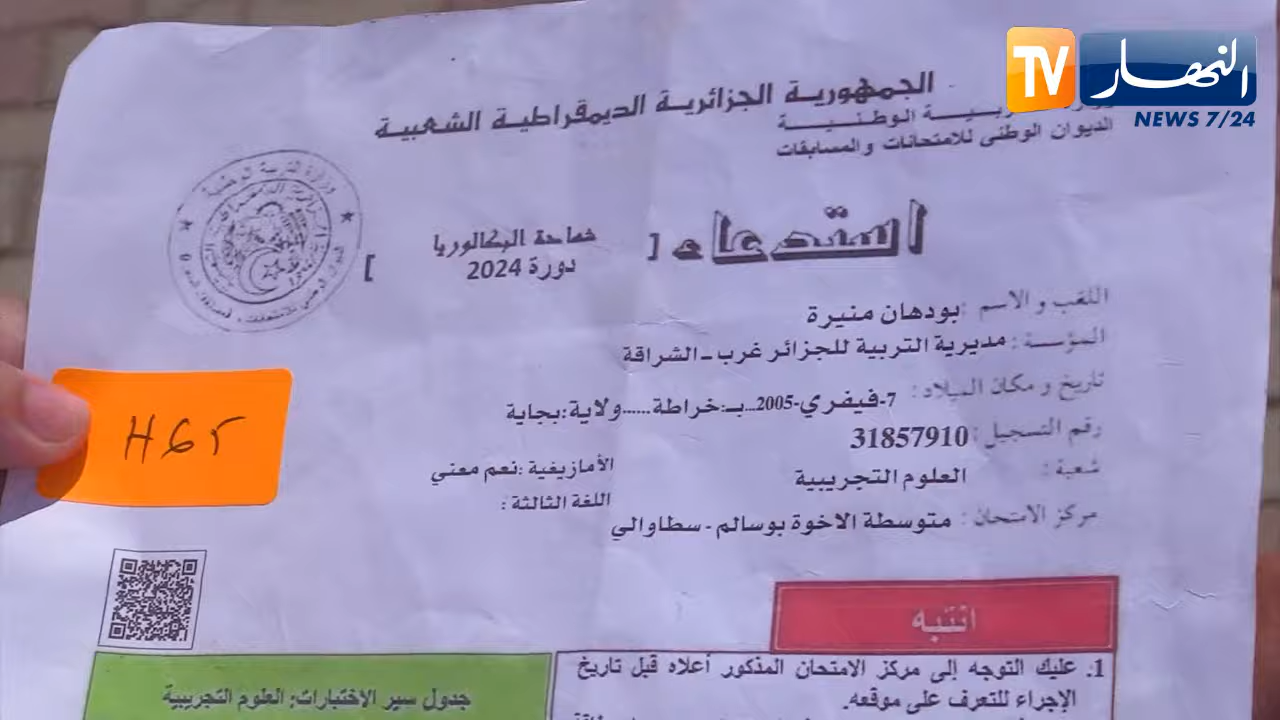 النهار TV
NEWS 7/24
الجمهورية الجزائرية الديمقراطية الشعبية
الوطنية
الديوان الوطني للامتحانات والمسابقات
استدعاء [
شهادة البكالوريا
دورة 2024
]
اللقب و الاسم : بودهان منيرة
المؤسسة : مديرية التربية للجزائر غرب - الشراقة
تاريخ و مكان الميلاد : 7-فيفري-2005...بـ:خراطة......ولاية:بجاية
رقم التسجيل : 31857910
شعبة : العلوم التجريبية
الأمازيغية :نعم معني
اللغة الثالثة :
مركز الامتحان : متوسطة الاخوة بوسالم - سطاوالي
H6r
انتبه
1. عليك التوجه إلى مركز الامتحان المذكور أعلاه قبل تاريخ
الإجراء للتعرف على موقعه.
جدول سير الاختبارات: العلوم التجريبية